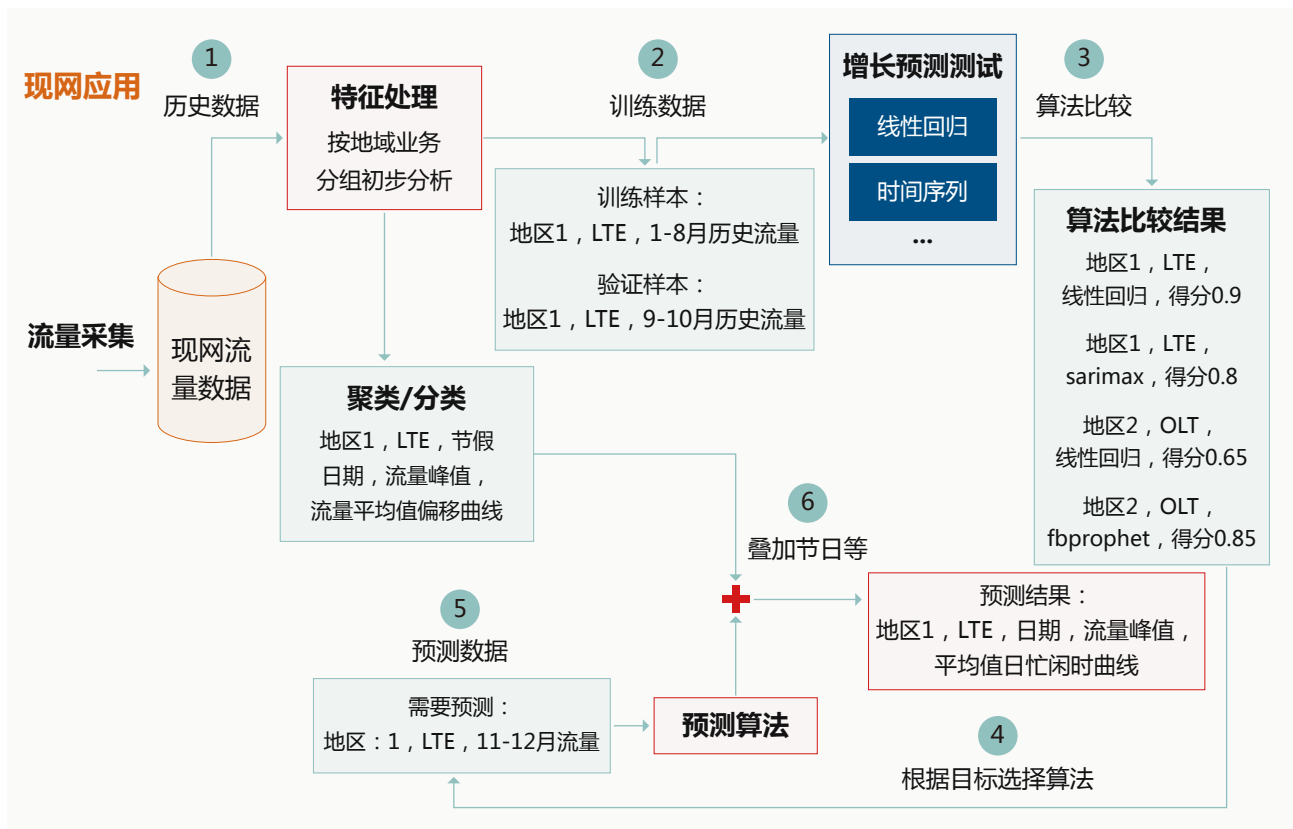 现网应用
1
历史数据
特征处理
按地域业务
分组初步分析
2
训练数据
训练样本：
地区1，LTE，1-8月历史流量
验证样本：
地区1，LTE，9-10月历史流量
增长预测测试
线性回归
时间序列
...
3
算法比较
算法比较结果
地区1，LTE，
线性回归，得分0.9
地区1，LTE，
sarimax，得分0.8
地区2，OLT，
线性回归，得分0.65
地区2，OLT，
fbprophet，得分0.85
流量采集
现网流
量数据
聚类/分类
地区1，LTE，节假
日期，流量峰值，
流量平均值偏移曲线
6
叠加节日等
预测结果：
地区1，LTE，日期，流量峰值，
平均值日忙闲时曲线
5
预测数据
需要预测：
地区：1，LTE，11-12月流量
预测算法
4
根据目标选择算法